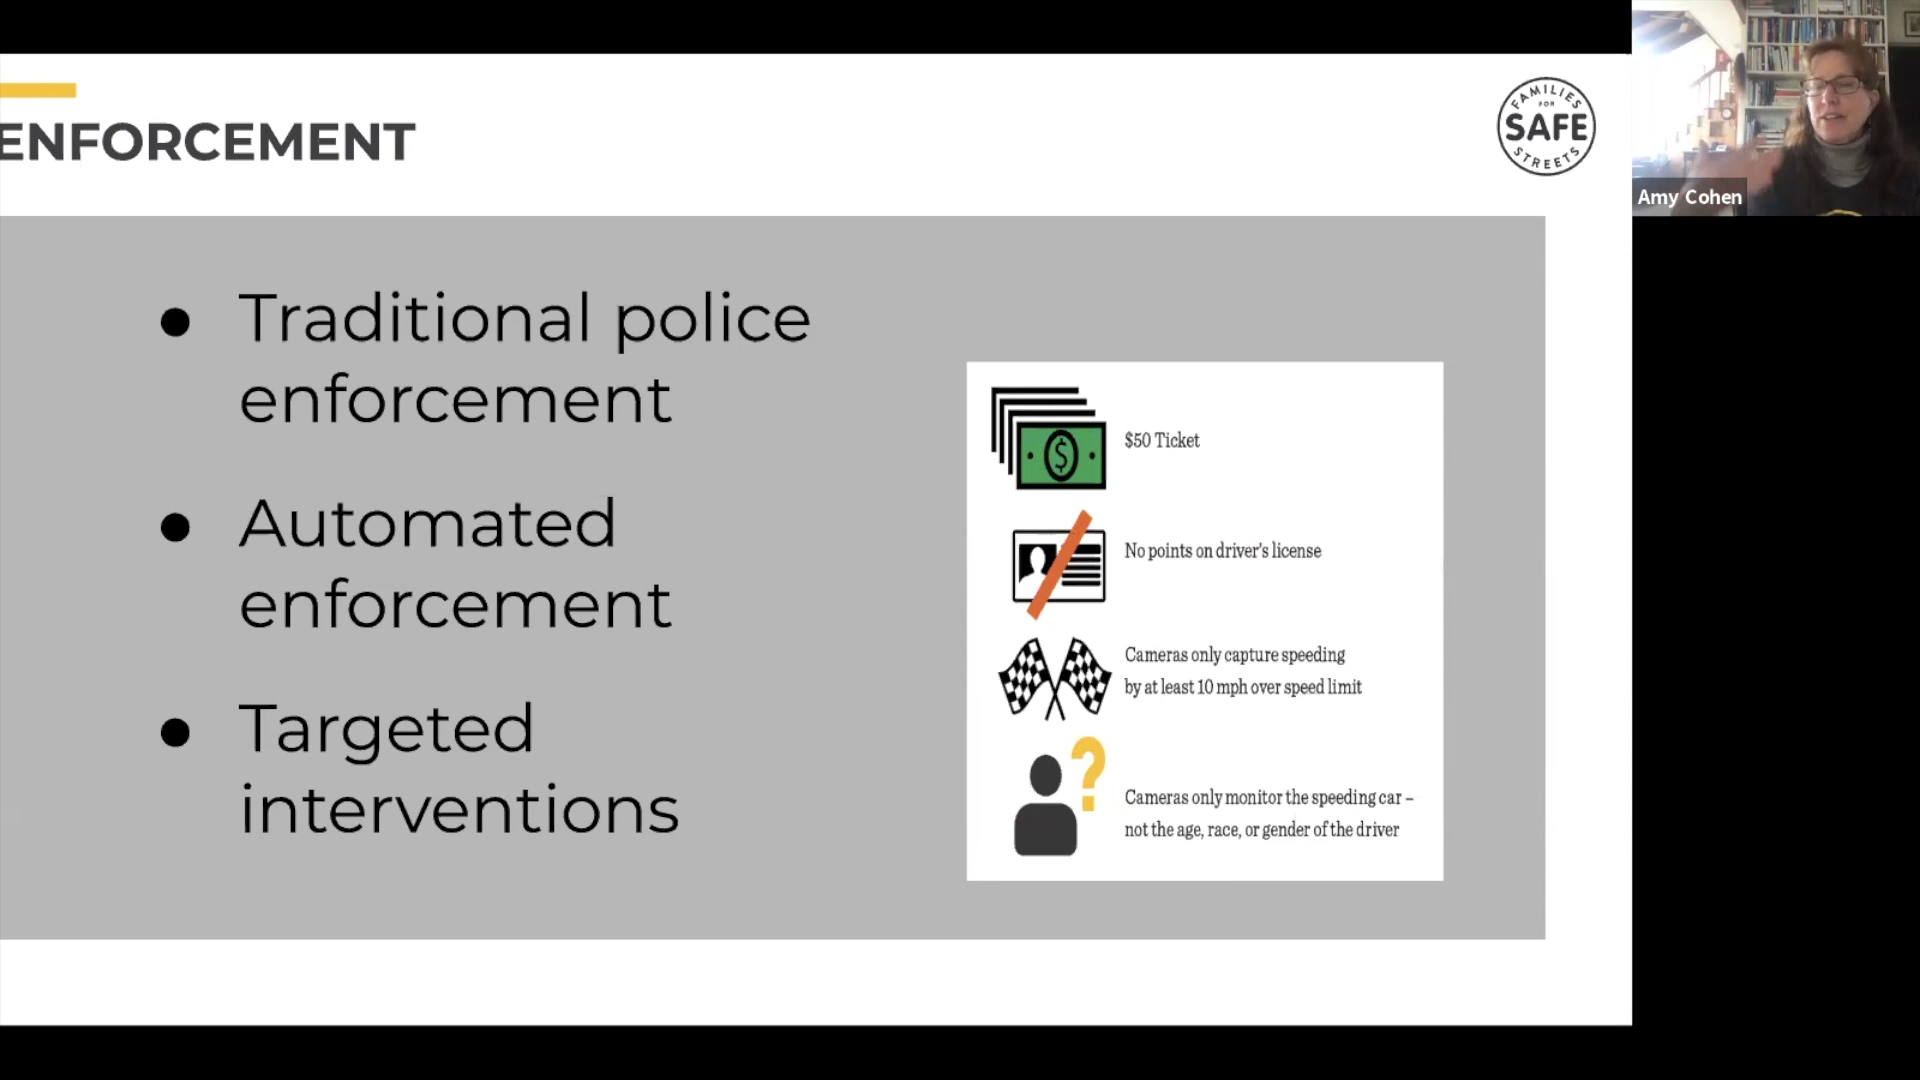 ENFORCEMENT
FAMILIES
FOR
SAFE
STREETS
Amy Cohen
● Traditional police
enforcement
● Automated
enforcement
● Targeted
interventions
$50 Ticket
No points on driver's license
Cameras only capture speeding
by at least 10 mph over speed limit
?
Cameras only monitor the speeding car –
not the age, race, or gender of the driver